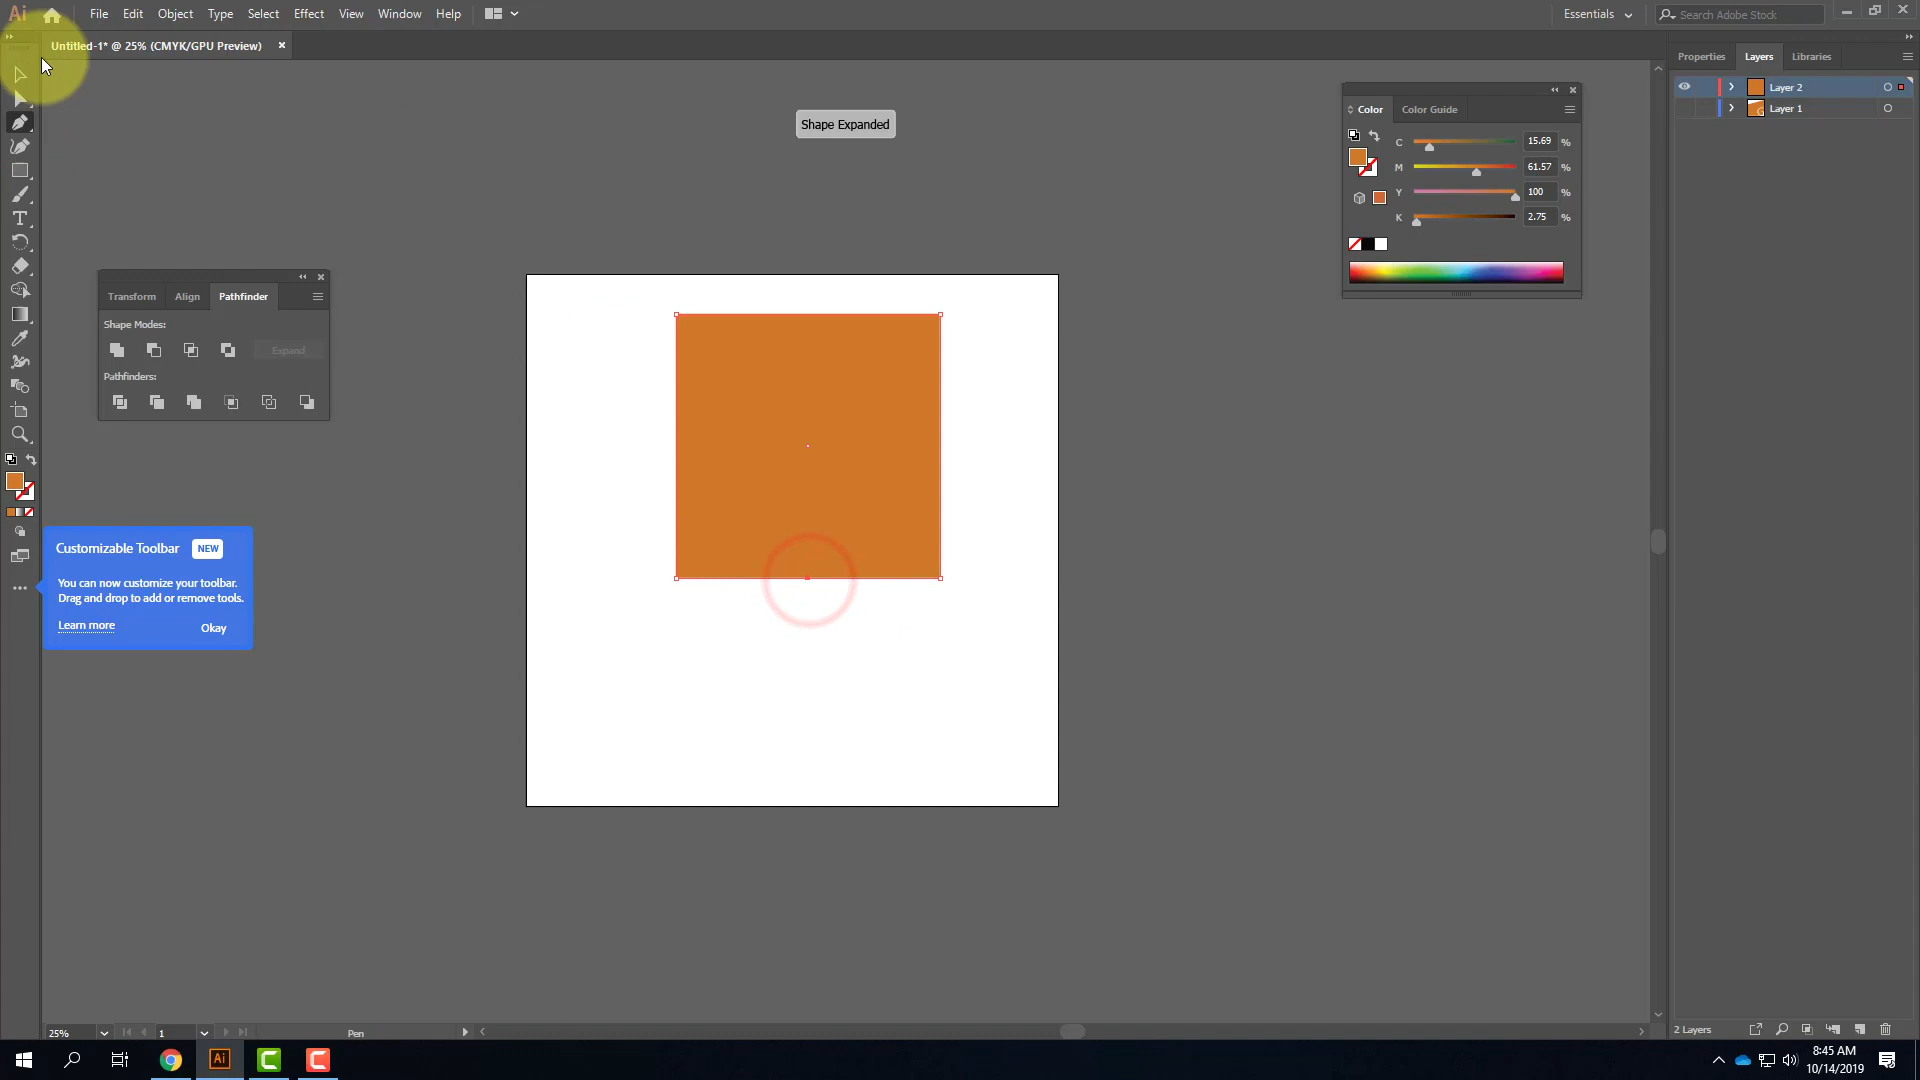 Ai
File
Edit
Object
Type
Select
Effect
View
Window
Help
Essentials
Search Adobe Stock
Untitled-1* @ 25% (CMYK/GPU Preview)
Properties
Layers
Libraries
Layer 2
Layer 1
Shape Expanded
Color
Color Guide
C
15.69
%
M
61.57
%
Y
100
%
K
2.75
%
Transform
Align
Pathfinder
Shape Modes:
Expand
Pathfinders:
Customizable Toolbar
NEW
You can now customize your toolbar.
Drag and drop to add or remove tools.
Learn more
Okay
25%
1
Pen
2 Layers
Ai
8:45 AM
10/14/2019